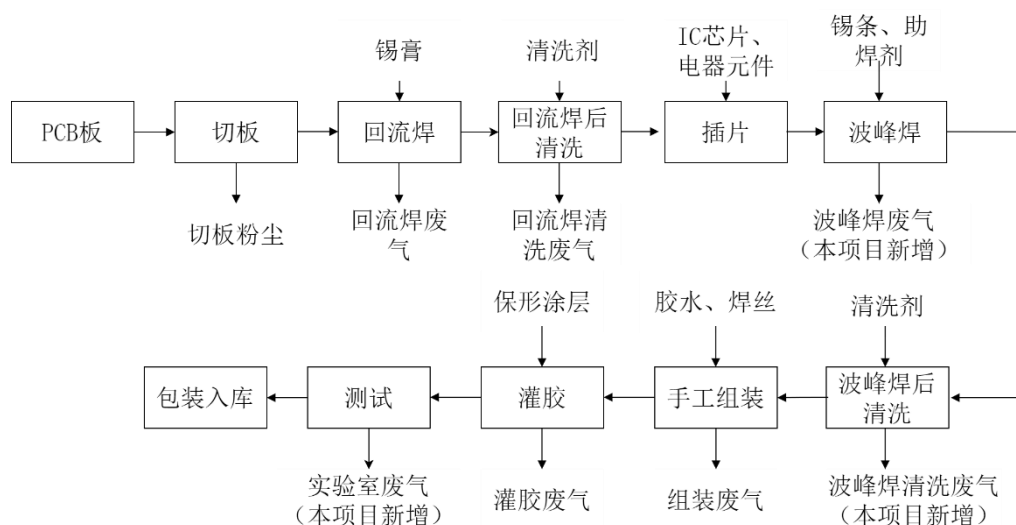 锡膏
清洗剂
IC芯片、
电器元件
锡条、助
焊剂
PCB板
切板
回流焊
回流焊后
清洗
插片
波峰焊
切板粉尘
回流焊废
气
回流焊清
洗废气
波峰焊废气
（本项目新增）
保形涂层
胶水、焊丝
清洗剂
包装入库
测试
灌胶
手工组装
波峰焊后
清洗
实验室废气
（本项目新增）
灌胶废气
组装废气
波峰焊清洗废气
（本项目新增）